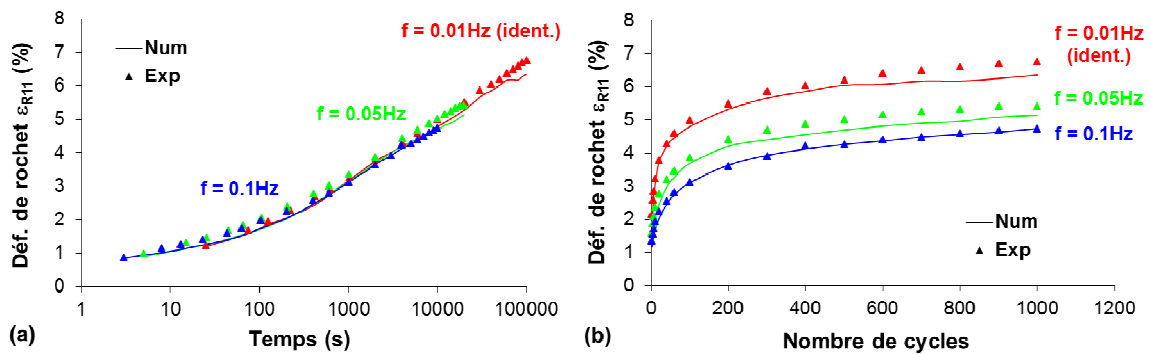 8
7
6
5
4
3
2
1
0
Déf. de rochet εR11 (%)
Num
Exp
f = 0.01Hz (ident.)
f = 0.05Hz
f = 0.1Hz
1
10
100
1000
10000
100000
Temps (s)
(a)
8
7
6
5
4
3
2
1
0
Déf. de rochet εR11 (%)
f = 0.01Hz
(ident.)
f = 0.05Hz
f = 0.1Hz
Num
Exp
0
200
400
600
800
1000
1200
Nombre de cycles
(b)